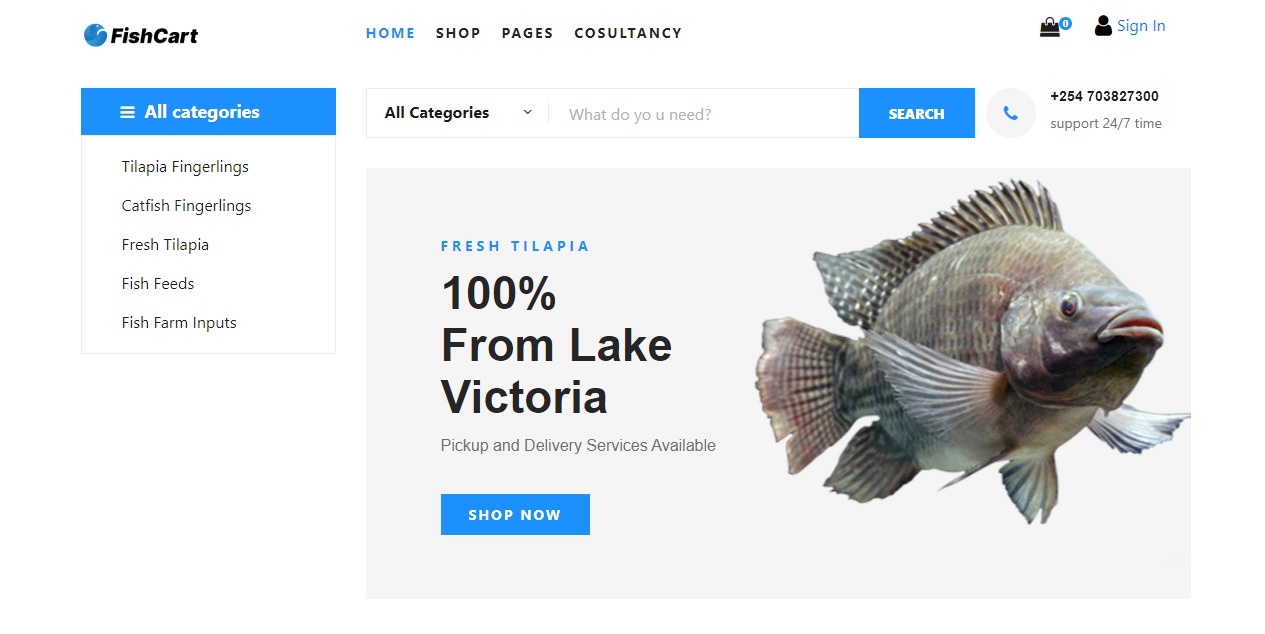 FishCart
HOME SHOP PAGES COSULTANCY
0
Sign In
All categories
Tilapia Fingerlings
Catfish Fingerlings
Fresh Tilapia
Fish Feeds
Fish Farm Inputs
All Categories
What do yo u need?
SEARCH
+254 703827300
support 24/7 time
FRESH TILAPIA
100%
From Lake
Victoria
Pickup and Delivery Services Available
SHOP NOW